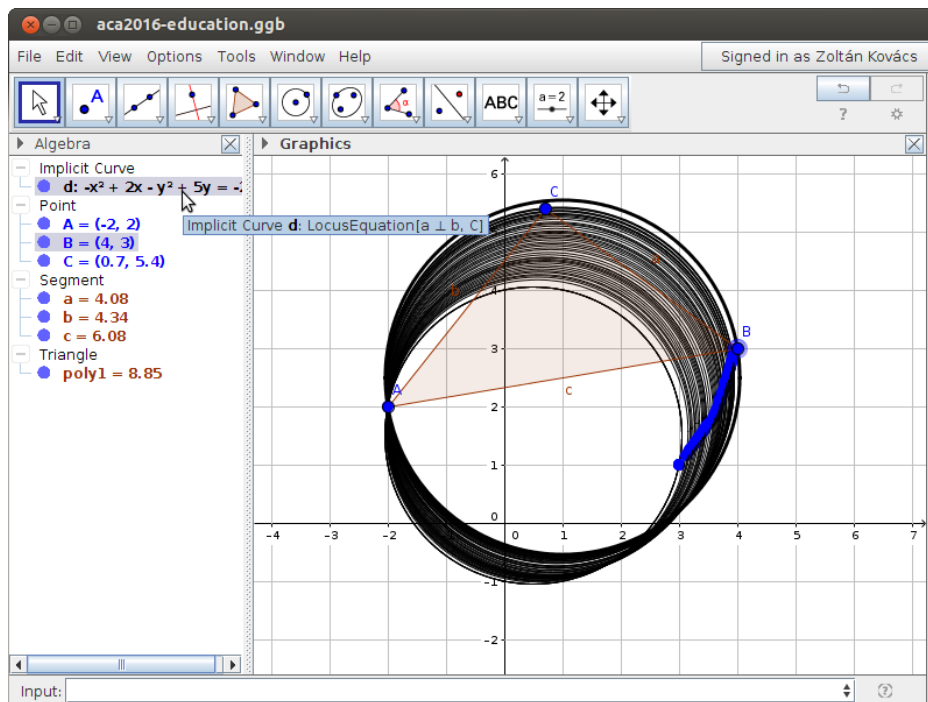 aca2016-education.ggb
File Edit View Options Tools Window Help Signed in as Zoltán Kovács
A α ABC a=2 ?
Algebra Graphics
Implicit Curve
d: -x² + 2x - y² + 5y = -2
Point
A = (-2, 2)
B = (4, 3)
C = (0.7, 5.4)
Segment
a = 4.08
b = 4.34
c = 6.08
Triangle
poly1 = 8.85
Implicit Curve d: LocusEquation[a ⊥ b, C]
6
C
a
b
4
B
3
A
c
2
1
0
-4 -3 -2 -1 0 1 2 3 4 5 6 7
-1
-2
Input: ?